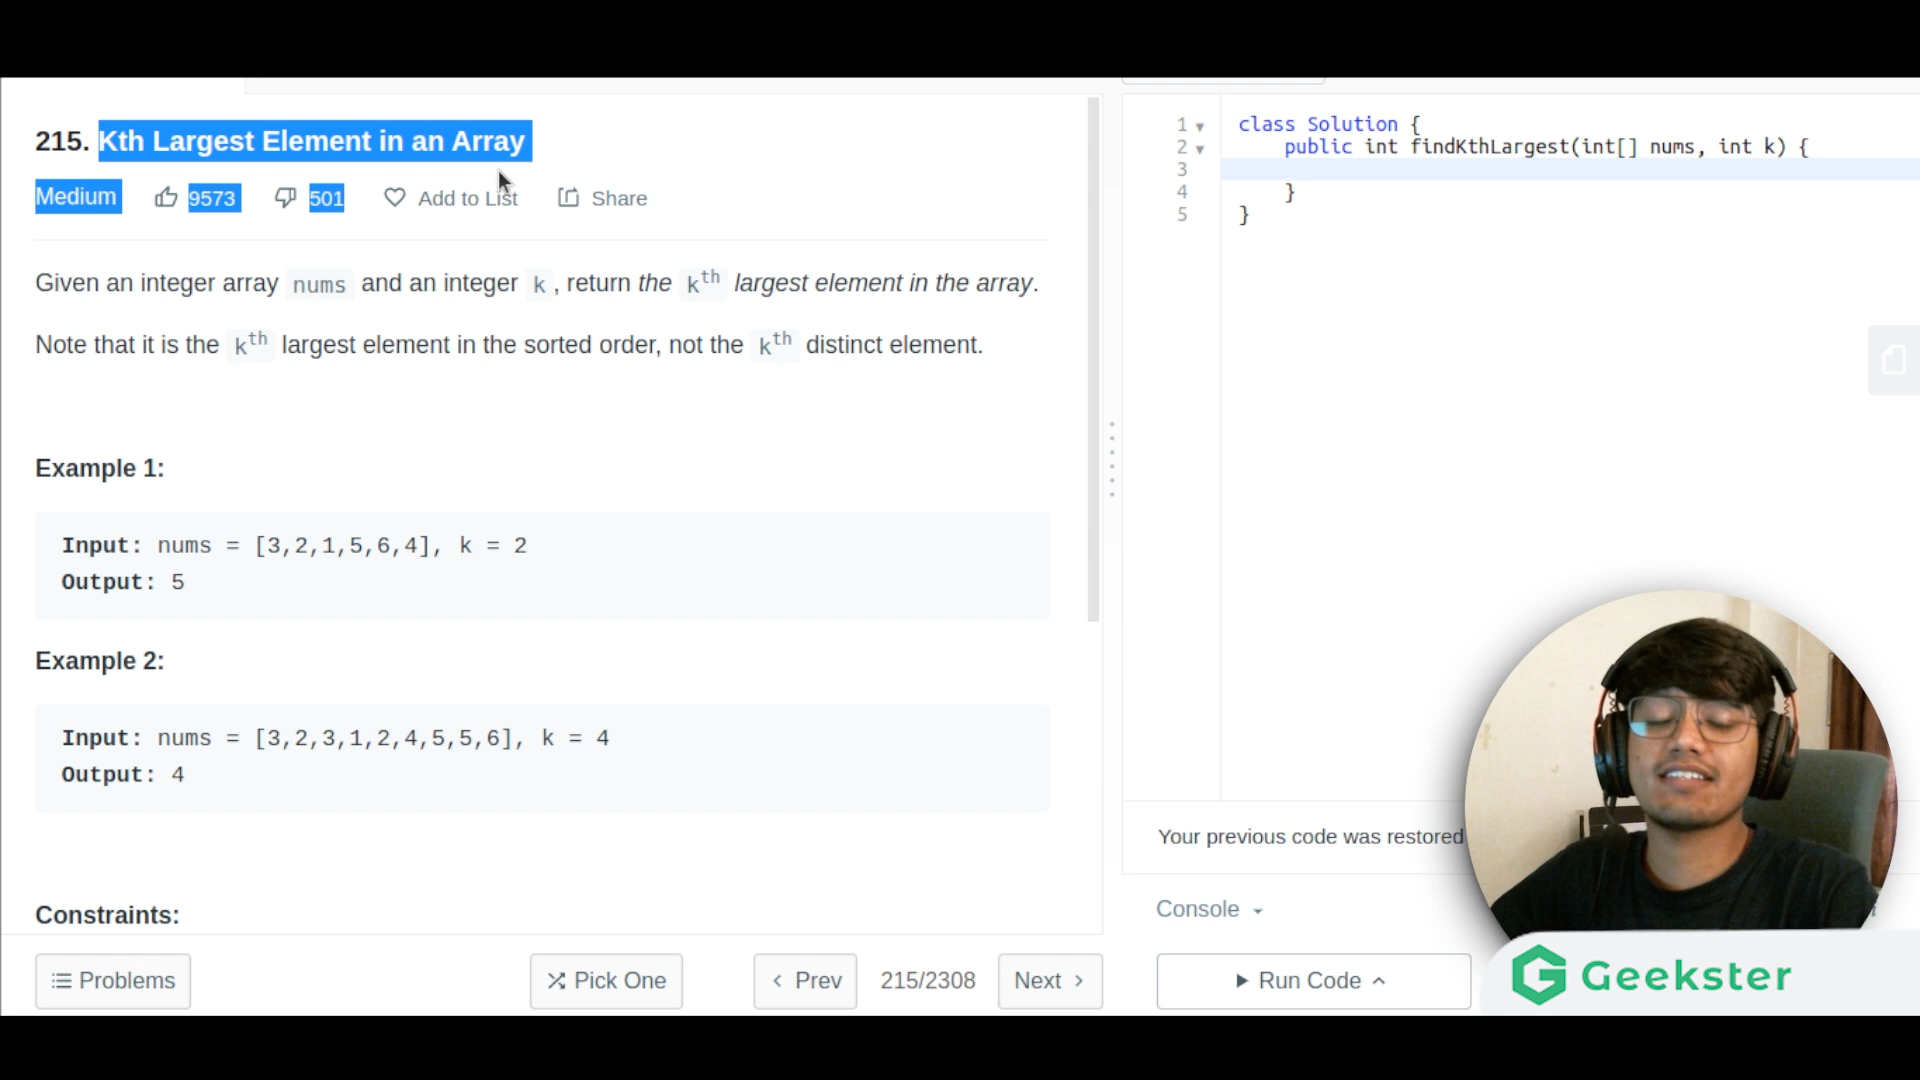 215. Kth Largest Element in an Array
Medium 9573 501 Add to List Share
Given an integer array nums and an integer k, return the kth largest element in the array.
Note that it is the kth largest element in the sorted order, not the kth distinct element.
Example 1:
Input: nums = [3,2,1,5,6,4], k = 2
Output: 5
Example 2:
Input: nums = [3,2,3,1,2,4,5,5,6], k = 4
Output: 4
Constraints:
Problems Pick One Prev 215/2308 Next
1 class Solution {
2 public int findKthLargest(int[] nums, int k) {
3
4 }
5 }
Your previous code was restored
Console
Run Code
Geekster